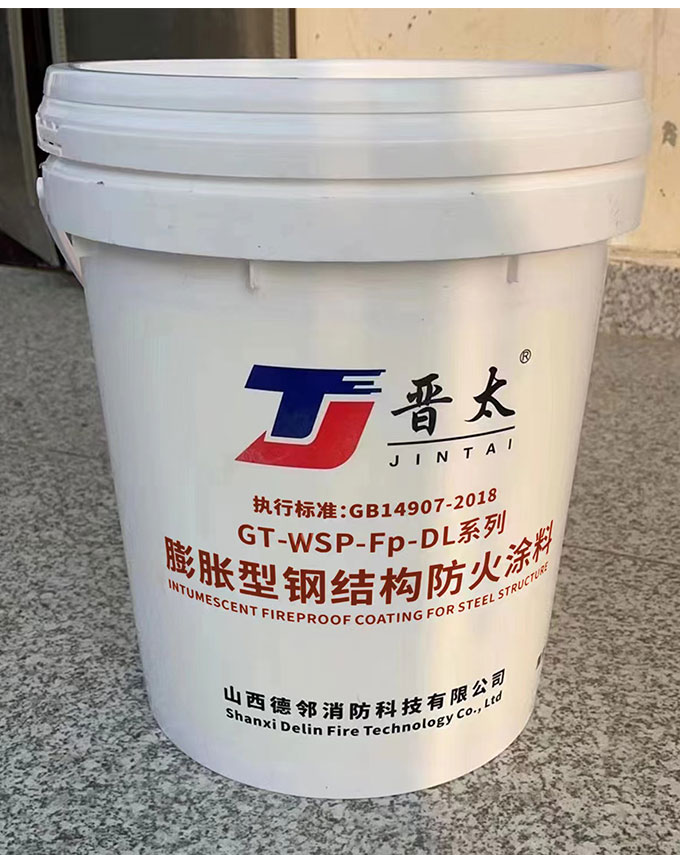 TJ 晋太®
JINTAI
执行标准:GB14907-2018
GT-WSP-Fp-DL系列
膨胀型钢结构防火涂料
INTUMESCENT FIREPROOF COATING FOR STEEL STRUCTURE
山西德邻消防科技有限公司
Shanxi Delin Fire Technology Co., Ltd